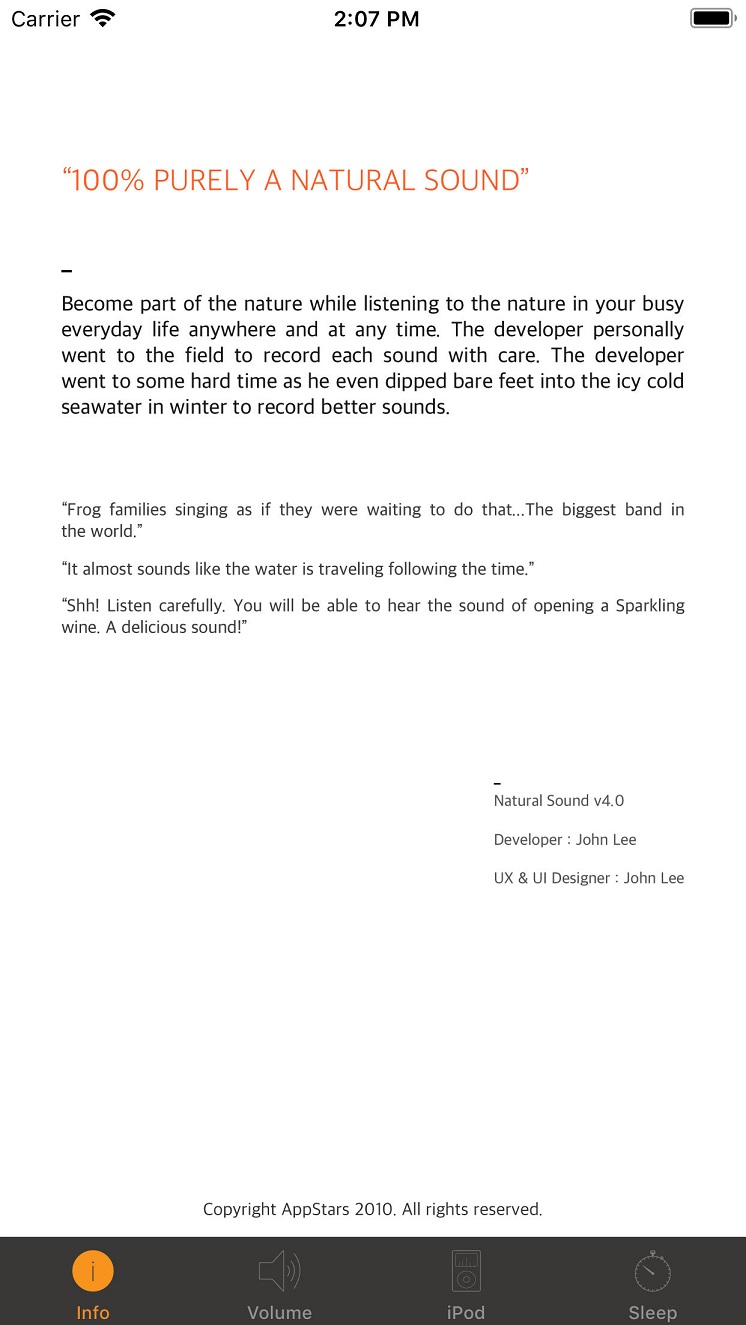 Carrier 2:07 PM
“100% PURELY A NATURAL SOUND”
–
Become part of the nature while listening to the nature in your busy
everyday life anywhere and at any time. The developer personally
went to the field to record each sound with care. The developer
went to some hard time as he even dipped bare feet into the icy cold
seawater in winter to record better sounds.
“Frog families singing as if they were waiting to do that...The biggest band in
the world.”
“It almost sounds like the water is traveling following the time.”
“Shh! Listen carefully. You will be able to hear the sound of opening a Sparkling
wine. A delicious sound!”
–
Natural Sound v4.0
Developer : John Lee
UX & UI Designer : John Lee
Copyright AppStars 2010. All rights reserved.
i
Info Volume iPod Sleep